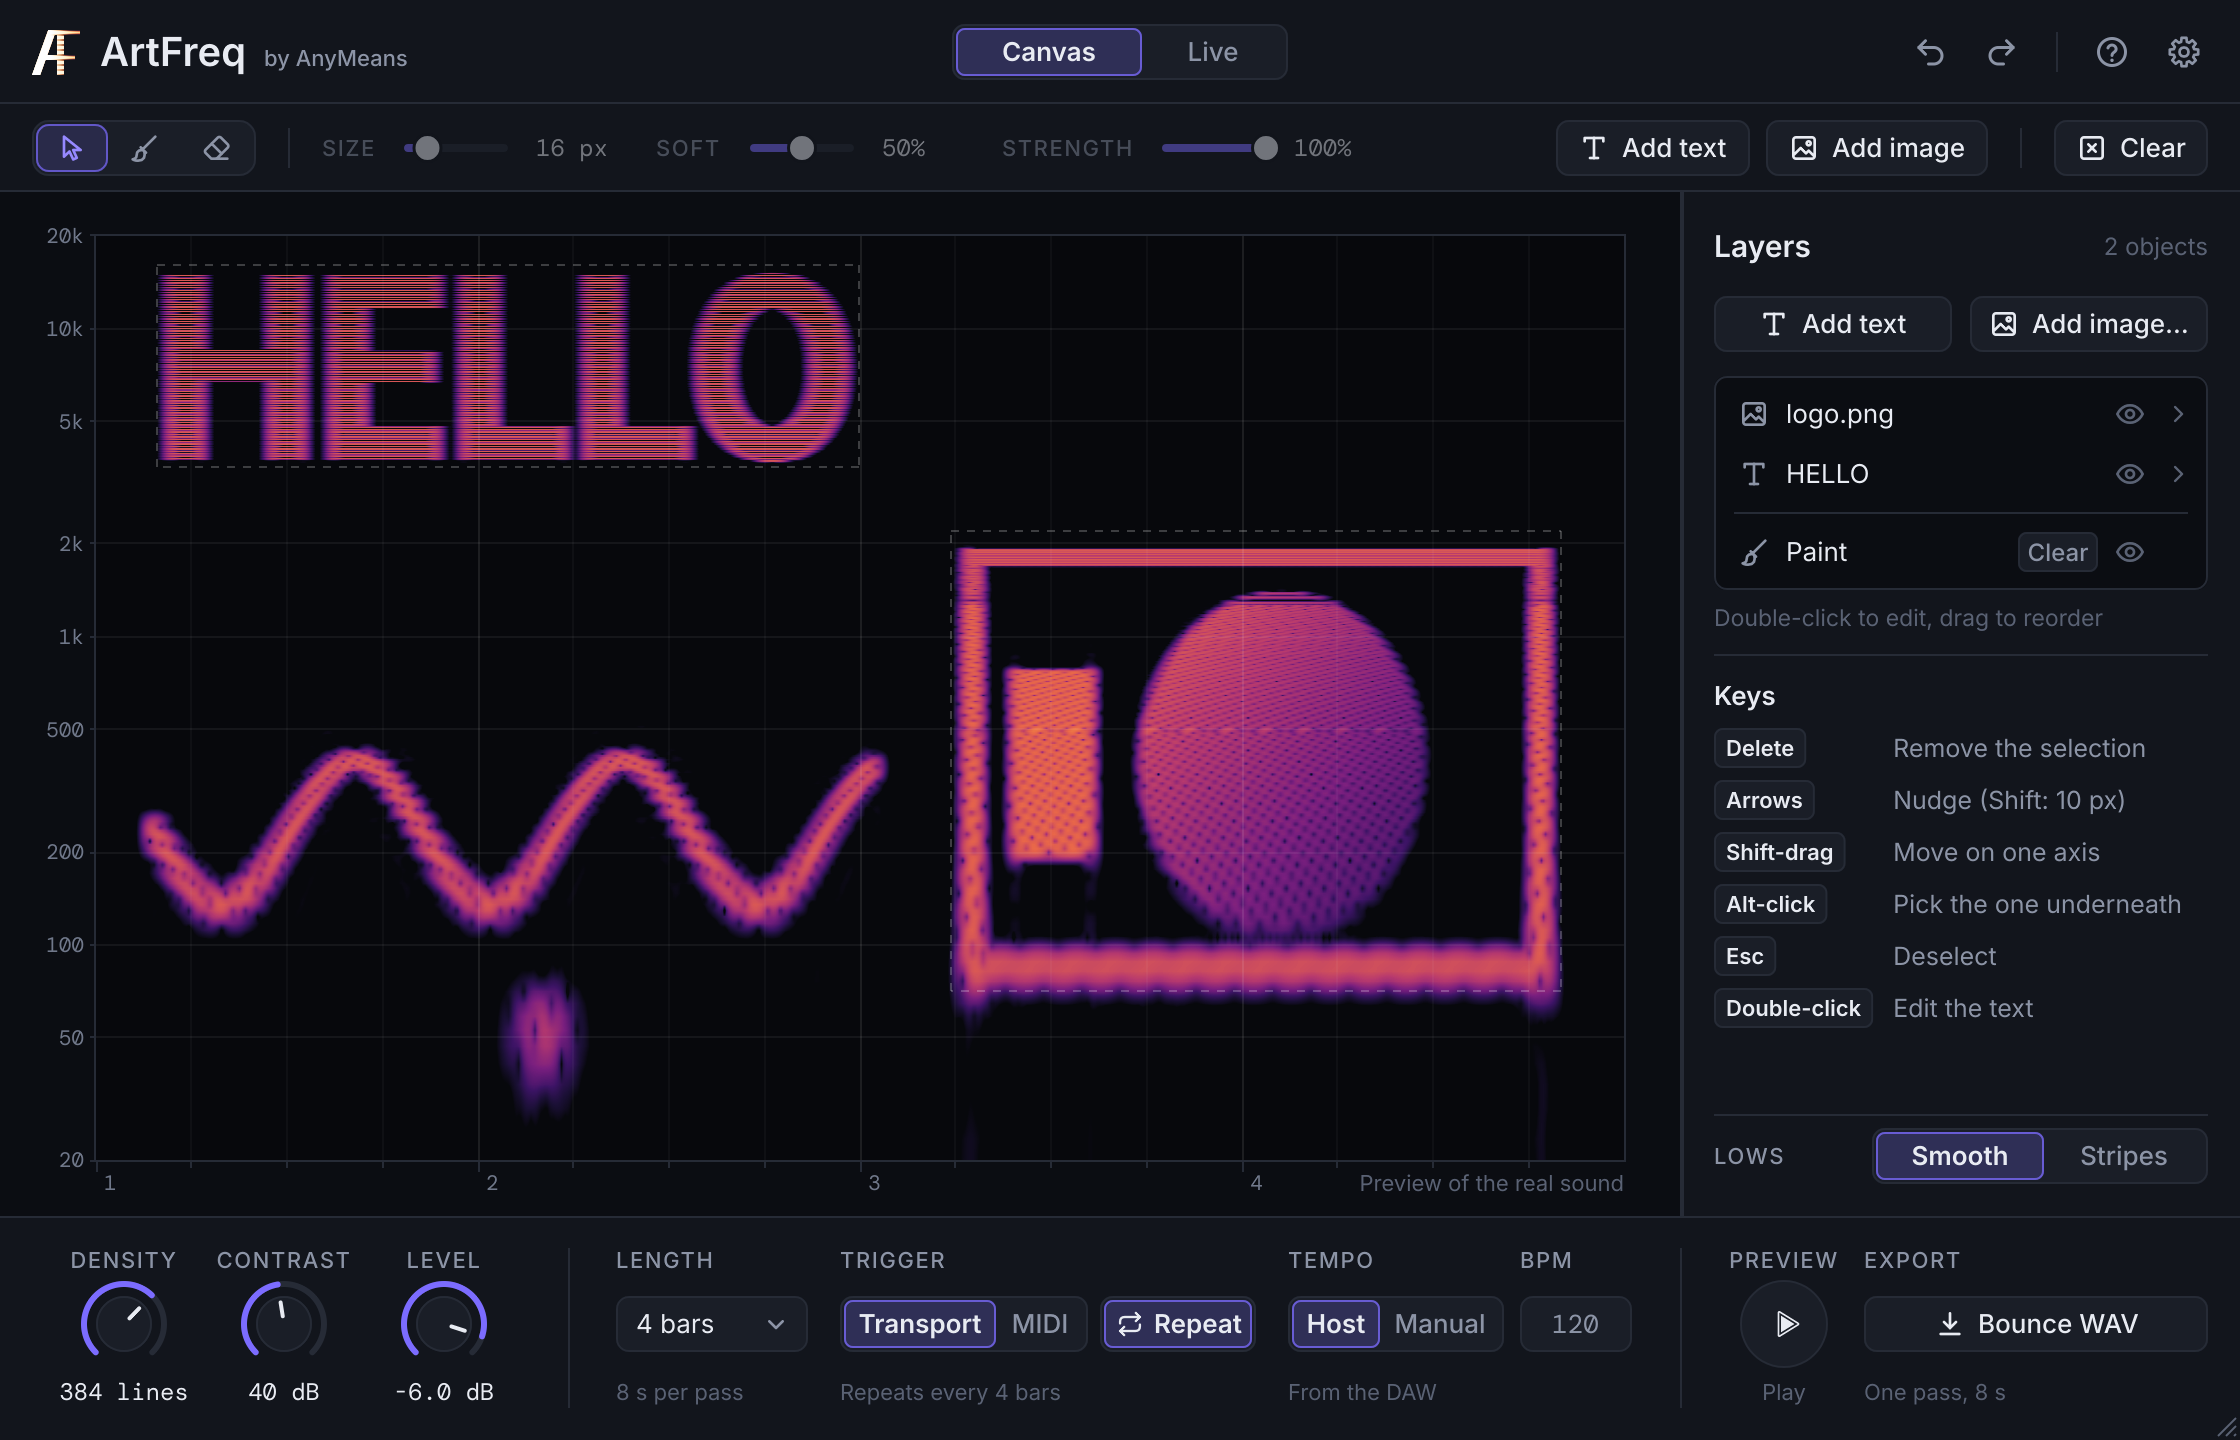 ArtFreq by AnyMeans
Canvas Live
SIZE 16 px SOFT 50% STRENGTH 100%
Add text Add image Clear
20k
10k
5k
2k
1k
500
200
100
50
20
HELLO
1 2 3 4
Preview of the real sound
Layers 2 objects
Add text Add image...
logo.png
HELLO
Paint Clear
Double-click to edit, drag to reorder
Keys
Delete Remove the selection
Arrows Nudge (Shift: 10 px)
Shift-drag Move on one axis
Alt-click Pick the one underneath
Esc Deselect
Double-click Edit the text
LOWS Smooth Stripes
DENSITY CONTRAST LEVEL LENGTH TRIGGER TEMPO BPM PREVIEW EXPORT
4 bars Transport MIDI Repeat Host Manual 120 Bounce WAV
384 lines 40 dB -6.0 dB 8 s per pass Repeats every 4 bars From the DAW Play One pass, 8 s